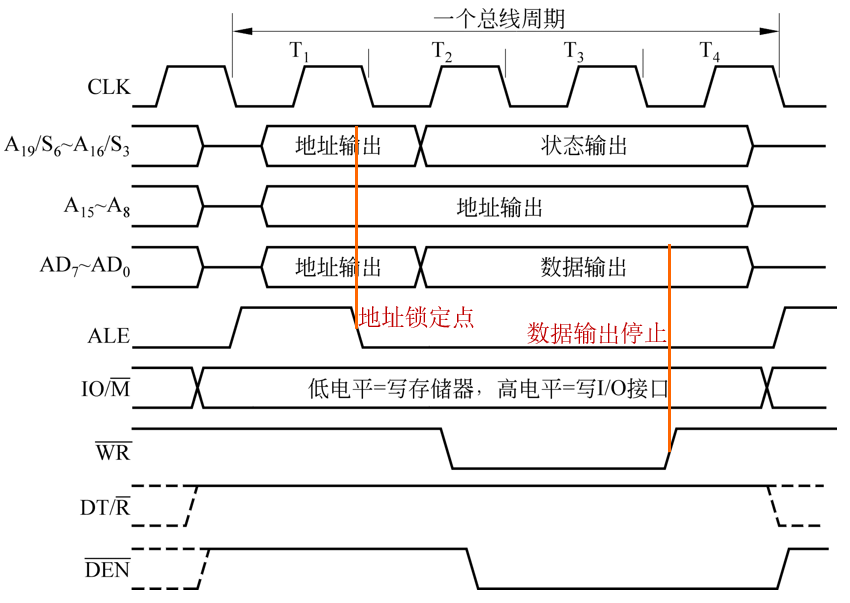 一个总线周期
T1 T2 T3 T4
CLK
A19/S6~A16/S3 地址输出 状态输出
A15~A8 地址输出
AD7~AD0 地址输出 数据输出
ALE 地址锁定点 数据输出停止
IO/M̅ 低电平=写存储器，高电平=写I/O接口
W̅R̅
DT/R̅
D̅E̅N̅